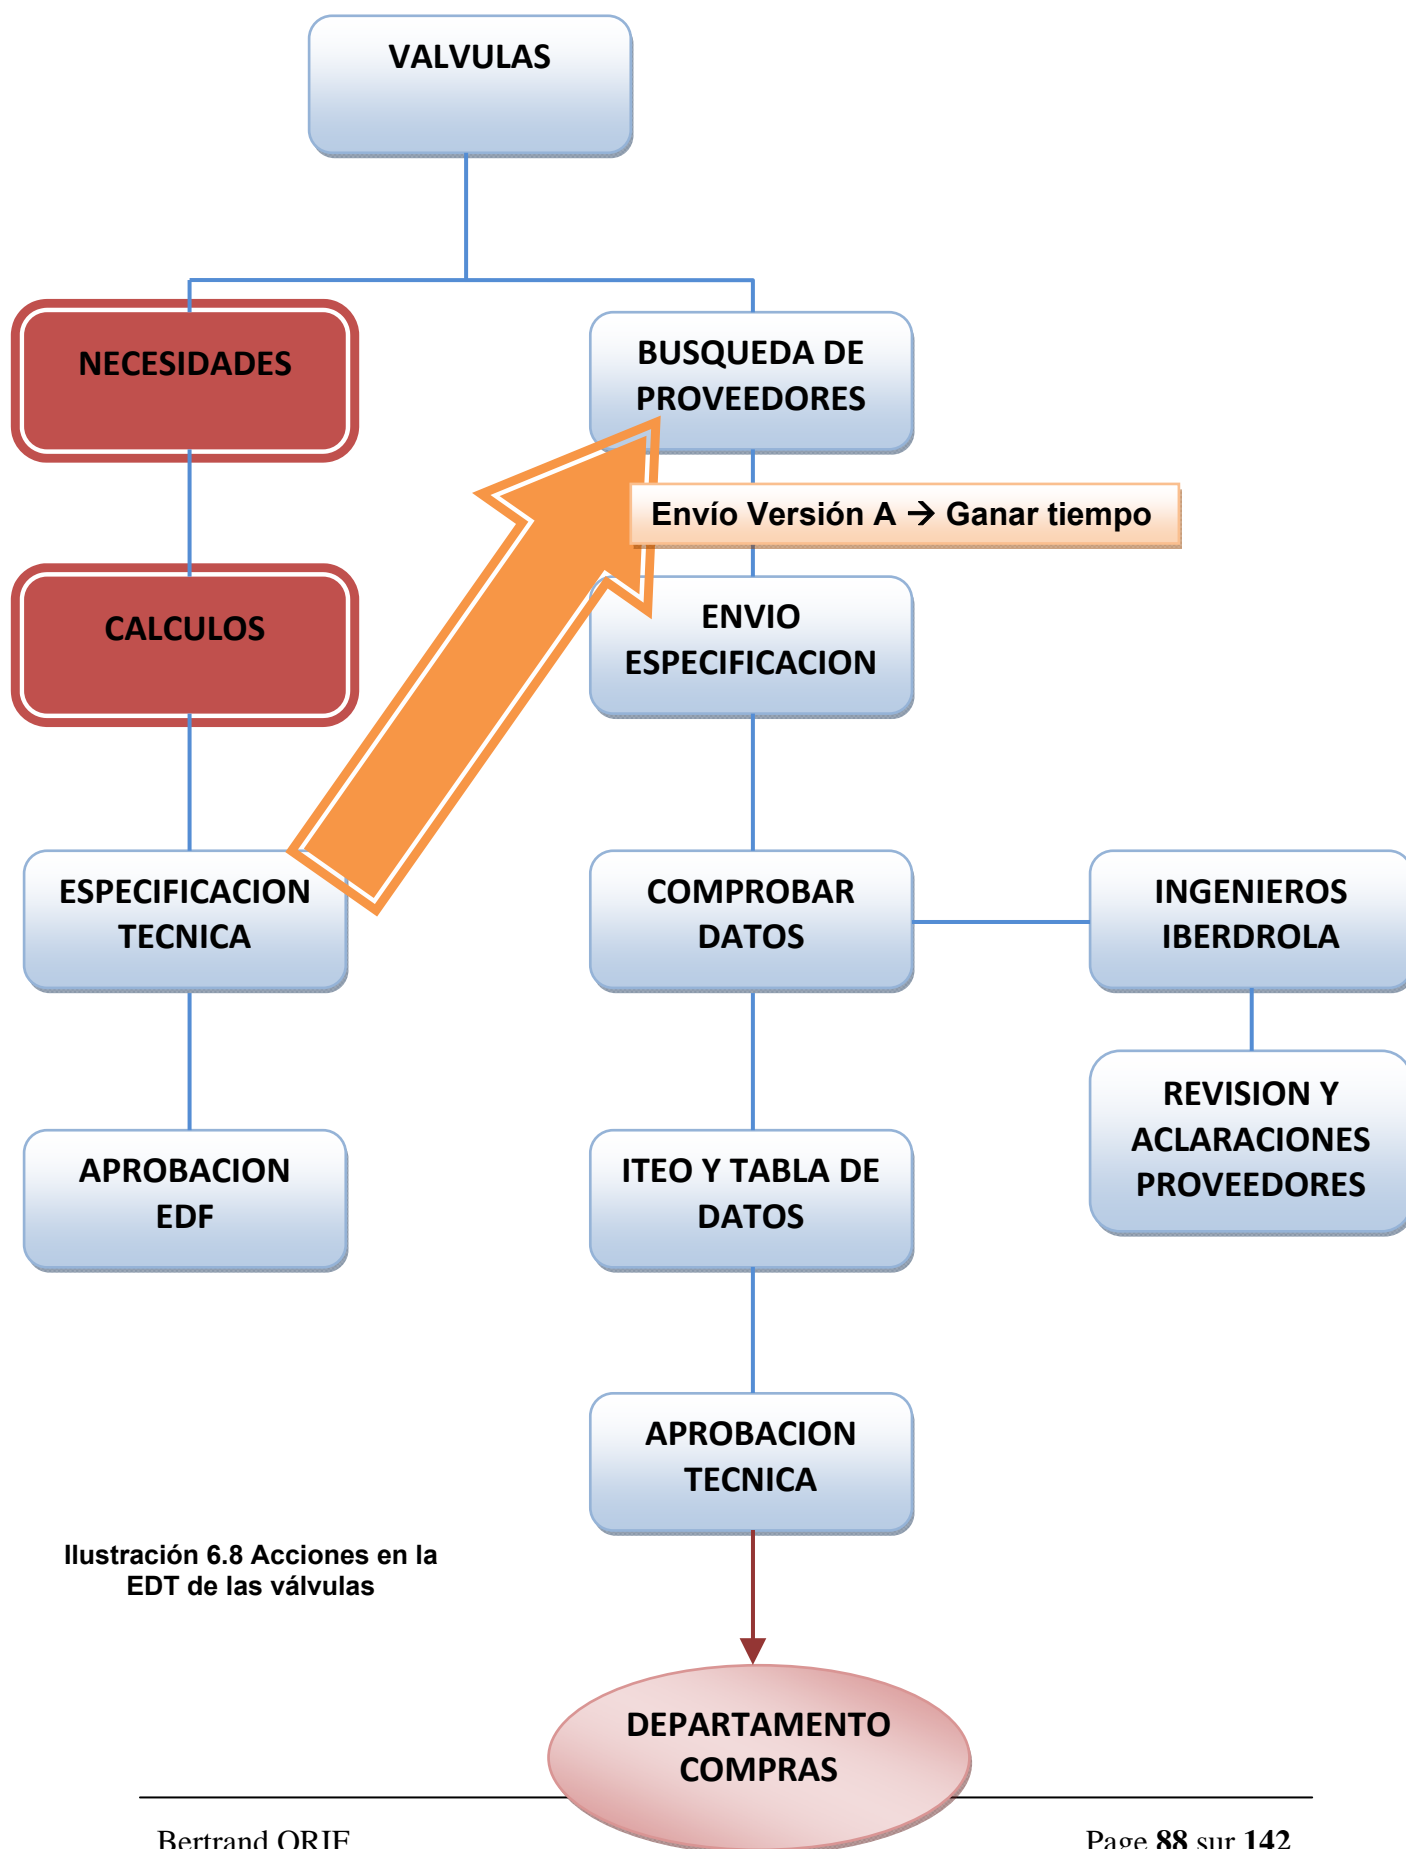 VALVULAS
NECESIDADES
BUSQUEDA DE
PROVEEDORES
Envío Versión A → Ganar tiempo
CALCULOS
ENVIO
ESPECIFICACION
ESPECIFICACION
TECNICA
COMPROBAR
DATOS
INGENIEROS
IBERDROLA
APROBACION
EDF
ITEO Y TABLA DE
DATOS
REVISION Y
ACLARACIONES
PROVEEDORES
APROBACION
TECNICA
Ilustración 6.8 Acciones en la
EDT de las válvulas
DEPARTAMENTO
COMPRAS
Bertrand ORIF
Page 88 sur 142